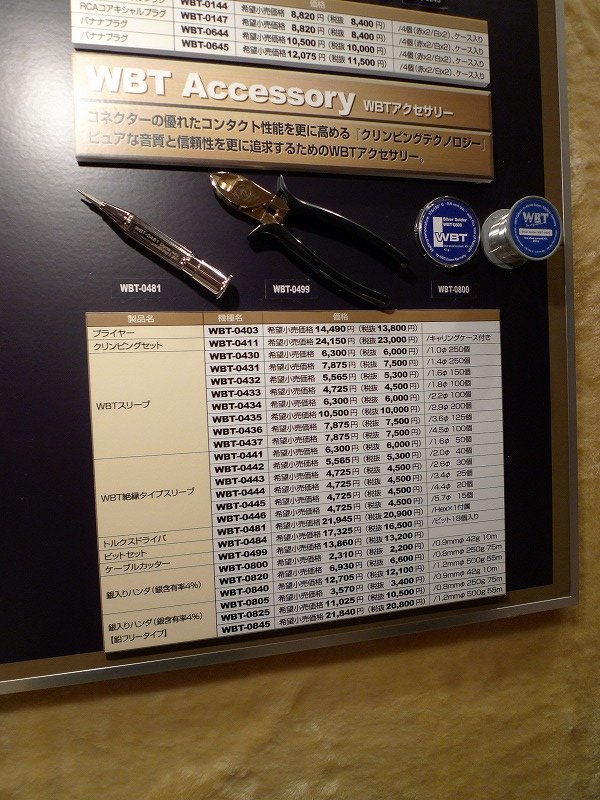 価格
RCAコアキシャルプラグ WBT-0144 希望小売価格 8,820円(税抜 8,400円) /4個(赤x2/白x2)、ケース入り
バナナプラグ WBT-0147 希望小売価格 8,820円(税抜 8,400円) /4個(赤x2/白x2)、ケース入り
バナナプラグ WBT-0644 希望小売価格 10,500円(税抜 10,000円) /4個(赤x2/白x2)、ケース入り
WBT-0645 希望小売価格 12,075円(税抜 11,500円) /4個(赤x2/白x2)、ケース入り
WBT Accessory WBTアクセサリー
コネクターの優れたコンタクト性能を更に高める『クリンピングテクノロジー』
ピュアな音質と信頼性を更に追求するためのWBTアクセサリー。
Silver Solder
WBT-0800
WBT
WBT
WBT-0481
WBT-0499
WBT-0800
製品名 機種名 価格
プライヤー WBT-0403 希望小売価格 14,490円(税抜 13,800円)
クリンピングセット WBT-0411 希望小売価格 24,150円(税抜 23,000円) /キャリングケース付き
WBTスリーブ WBT-0430 希望小売価格 6,300円(税抜 6,000円) /1.0φ 250個
WBT-0431 希望小売価格 7,875円(税抜 7,500円) /1.4φ 250個
WBT-0432 希望小売価格 5,565円(税抜 5,300円) /1.6φ 150個
WBT-0433 希望小売価格 4,725円(税抜 4,500円) /1.8φ 100個
WBT-0434 希望小売価格 6,300円(税抜 6,000円) /2.2φ 100個
WBT-0435 希望小売価格 10,500円(税抜 10,000円) /2.9φ 200個
WBT-0436 希望小売価格 7,875円(税抜 7,500円) /3.6φ 125個
WBT-0437 希望小売価格 7,875円(税抜 7,500円) /4.5φ 100個
WBT絶縁タイプスリーブ WBT-0441 希望小売価格 6,300円(税抜 6,000円) /1.6φ 50個
WBT-0442 希望小売価格 5,565円(税抜 5,300円) /2.0φ 40個
WBT-0443 希望小売価格 4,725円(税抜 4,500円) /2.6φ 30個
WBT-0444 希望小売価格 4,725円(税抜 4,500円) /3.4φ 25個
WBT-0445 希望小売価格 4,725円(税抜 4,500円) /4.4φ 20個
WBT-0446 希望小売価格 4,725円(税抜 4,500円) /5.7φ 15個
トルクスドライバ WBT-0481 希望小売価格 21,945円(税抜 20,900円) /Hex×1付属
ビットセット WBT-0484 希望小売価格 17,325円(税抜 16,500円) /ビット18個入り
ケーブルカッター WBT-0499 希望小売価格 13,860円(税抜 13,200円)
銀入りハンダ(銀含有率4%) WBT-0800 希望小売価格 2,310円(税抜 2,200円) /0.9mmφ 42g 10m
WBT-0820 希望小売価格 6,930円(税抜 6,600円) /0.8mmφ 250g 75m
WBT-0840 希望小売価格 12,705円(税抜 12,100円) /1.2mmφ 500g 55m
銀入りハンダ(銀含有率4%)【鉛フリータイプ】 WBT-0805 希望小売価格 3,570円(税抜 3,400円) /0.9mmφ 42g 10m
WBT-0825 希望小売価格 11,025円(税抜 10,500円) /0.8mmφ 250g 75m
WBT-0845 希望小売価格 21,840円(税抜 20,800円) /1.2mmφ 500g 55m